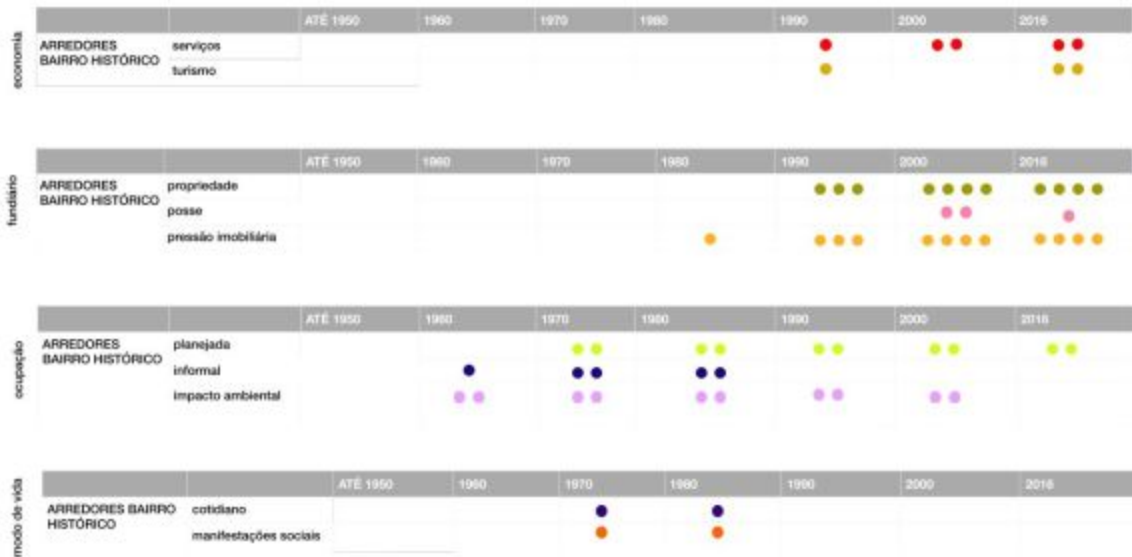 economia
ATÉ 1950 1960 1970 1980 1990 2000 2016
ARREDORES BAIRRO HISTÓRICO
serviços
turismo
fundiário
ATÉ 1950 1960 1970 1980 1990 2000 2016
ARREDORES BAIRRO HISTÓRICO
propriedade
posse
pressão imobiliária
ocupação
ATÉ 1950 1960 1970 1980 1990 2000 2016
ARREDORES BAIRRO HISTÓRICO
planejada
informal
impacto ambiental
modo de vida
ATÉ 1950 1960 1970 1980 1990 2000 2016
ARREDORES BAIRRO HISTÓRICO
cotidiano
manifestações sociais